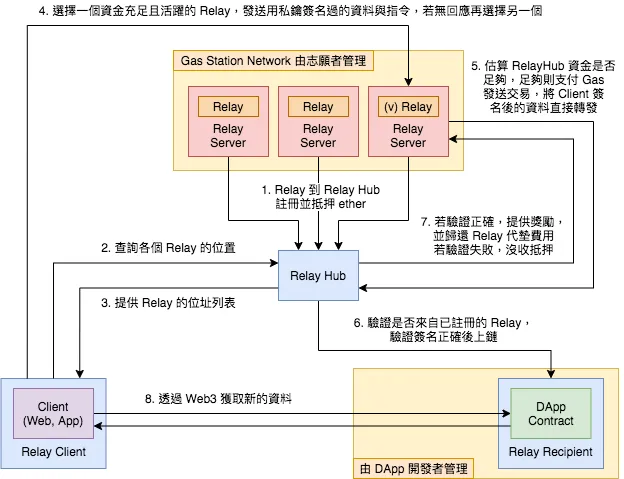 4. 選擇一個資金充足且活躍的 Relay，發送用私鑰簽名過的資料與指令，若無回應再選擇另一個
Gas Station Network 由志願者管理
Relay
Relay
Server
Relay
Relay
Server
(v) Relay
Relay
Server
5. 估算 RelayHub 資金是否
足夠，足夠則支付 Gas
發送交易，將 Client 簽
名後的資料直接轉發
1. Relay 到 Relay Hub
註冊並抵押 ether
7. 若驗證正確，提供獎勵，
並歸還 Relay 代墊費用
若驗證失敗，沒收抵押
2. 查詢各個 Relay 的位置
Relay Hub
3. 提供 Relay 的位址列表
6. 驗證是否來自已註冊的 Relay，
驗證簽名正確後上鏈
Client
(Web, App)
Relay Client
8. 透過 Web3 獲取新的資料
DApp
Contract
Relay Recipient
由 DApp 開發者管理